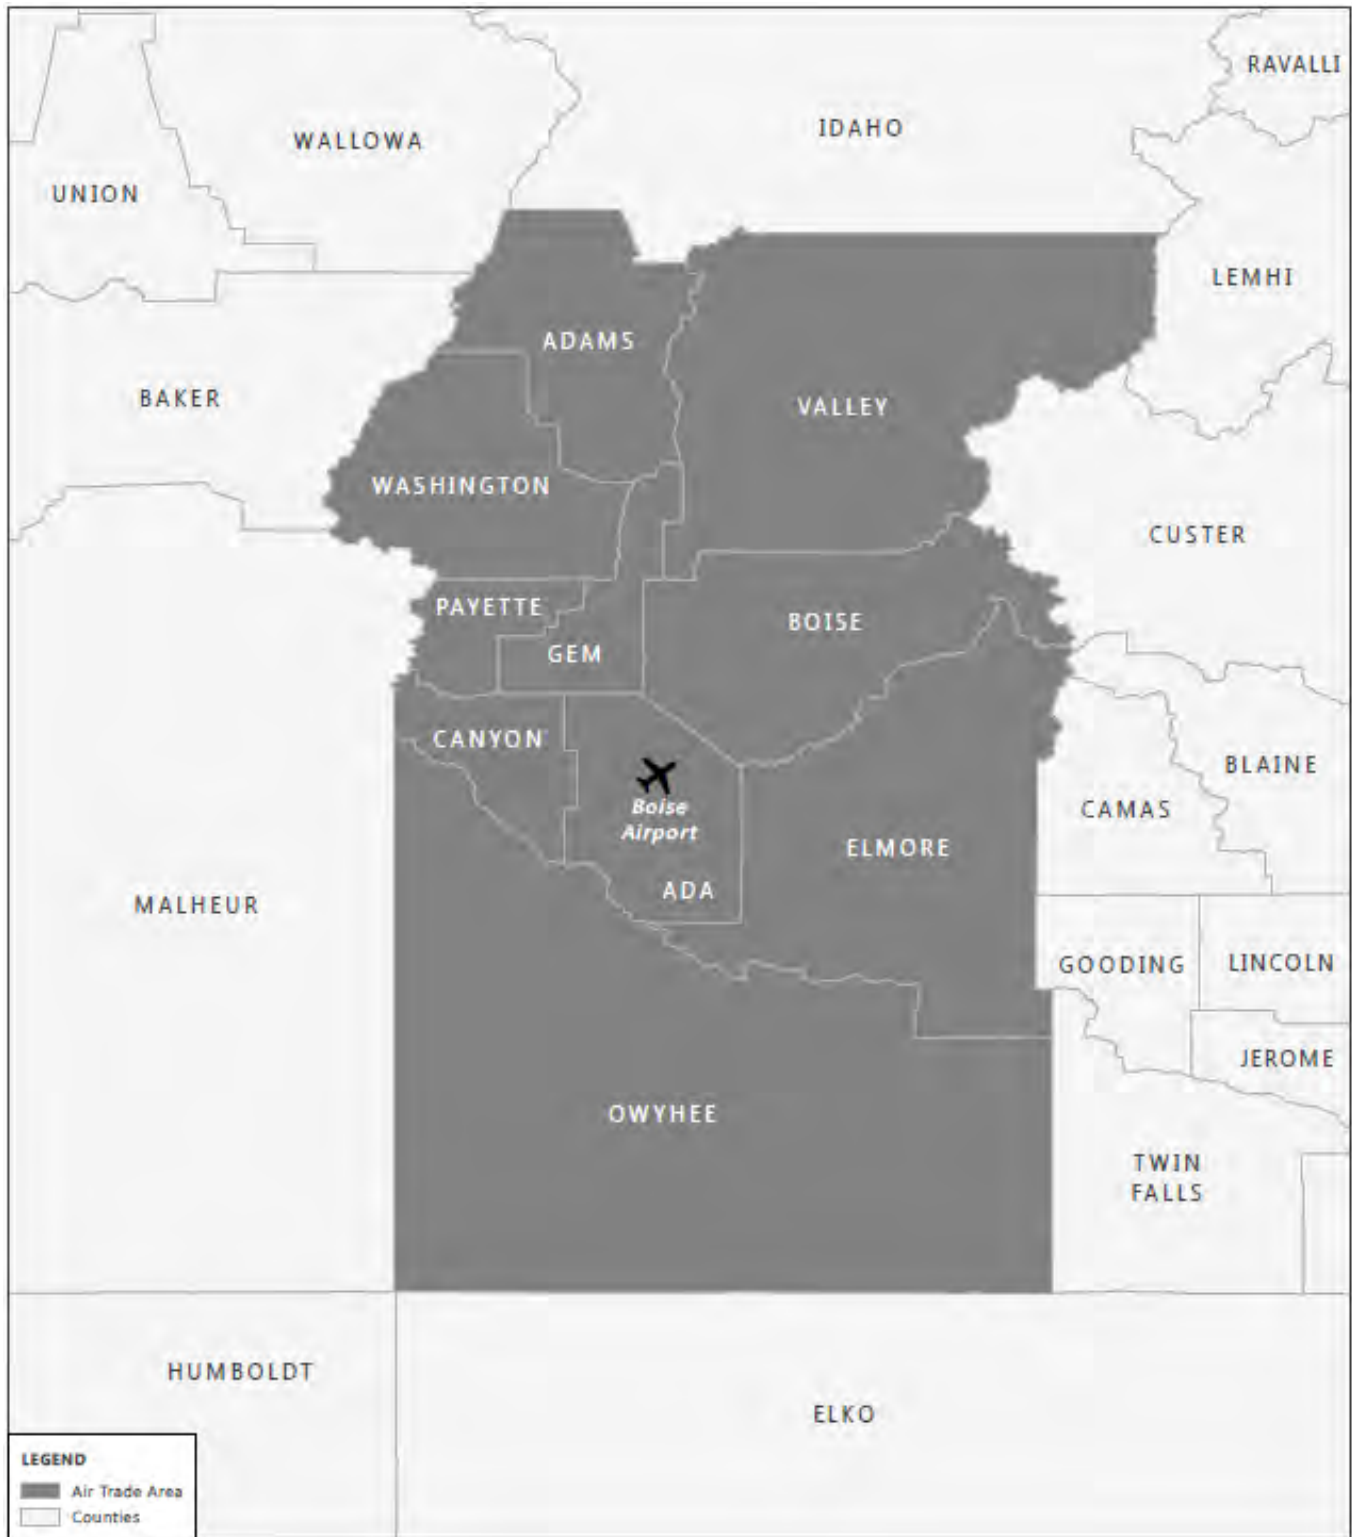 RAVALLI
IDAHO
WALLOWA
UNION
LEMHI
ADAMS
BAKER
VALLEY
WASHINGTON
CUSTER
PAYETTE
BOISE
GEM
CANYON
BLAINE
Boise
Airport
CAMAS
ELMORE
ADA
MALHEUR
GOODING
LINCOLN
JEROME
OWYHEE
TWIN
FALLS
HUMBOLDT
ELKO
LEGEND
Air Trade Area
Counties